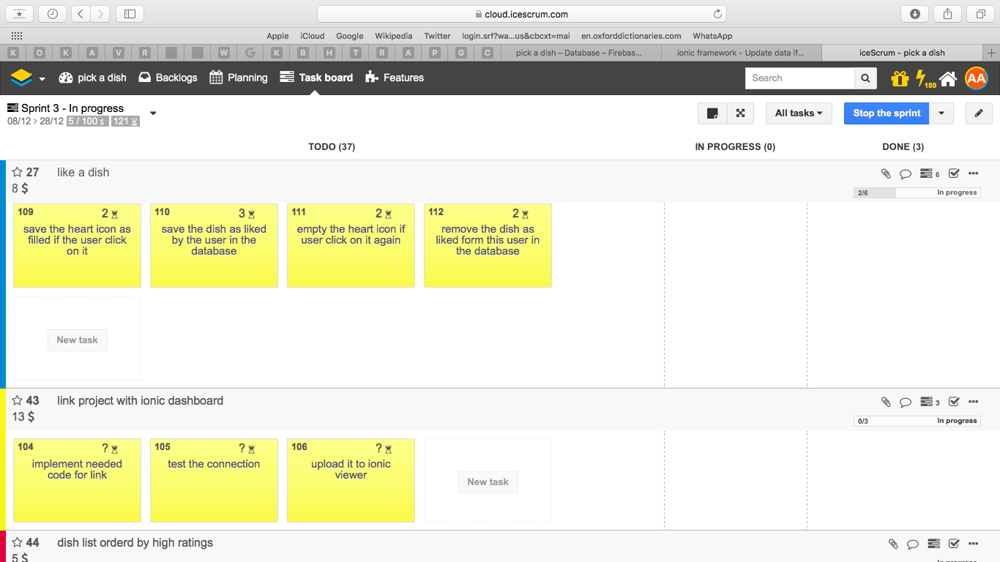 cloud.icescrum.com
Apple iCloud Google Wikipedia Twitter login.srf?wa...us&cbcxt=mai en.oxforddictionaries.com WhatsApp
K O K A V R W G K B H T R A P G C pick a dish – Database – Firebas... ionic framework - Update data if... iceScrum - pick a dish
pick a dish Backlogs Planning Task board Features Search 180 AA
Sprint 3 - In progress
08/12 > 28/12 5 / 100 $ 121
All tasks Stop the sprint
TODO (37) IN PROGRESS (0) DONE (3)
27 like a dish 6
8 $
2/6 In progress
109 2
save the heart icon as
filled if the user click
on it
110 3
save the dish as liked
by the user in the
database
111 2
empty the heart icon if
user click on it again
112 2
remove the dish as
liked form this user in
the database
New task
43 link project with ionic dashboard 3
13 $
0/3 In progress
104 ?
implement needed
code for link
105 ?
test the connection
106 ?
upload it to ionic
viewer
New task
44 dish list orderd by high ratings
5 $
In progress